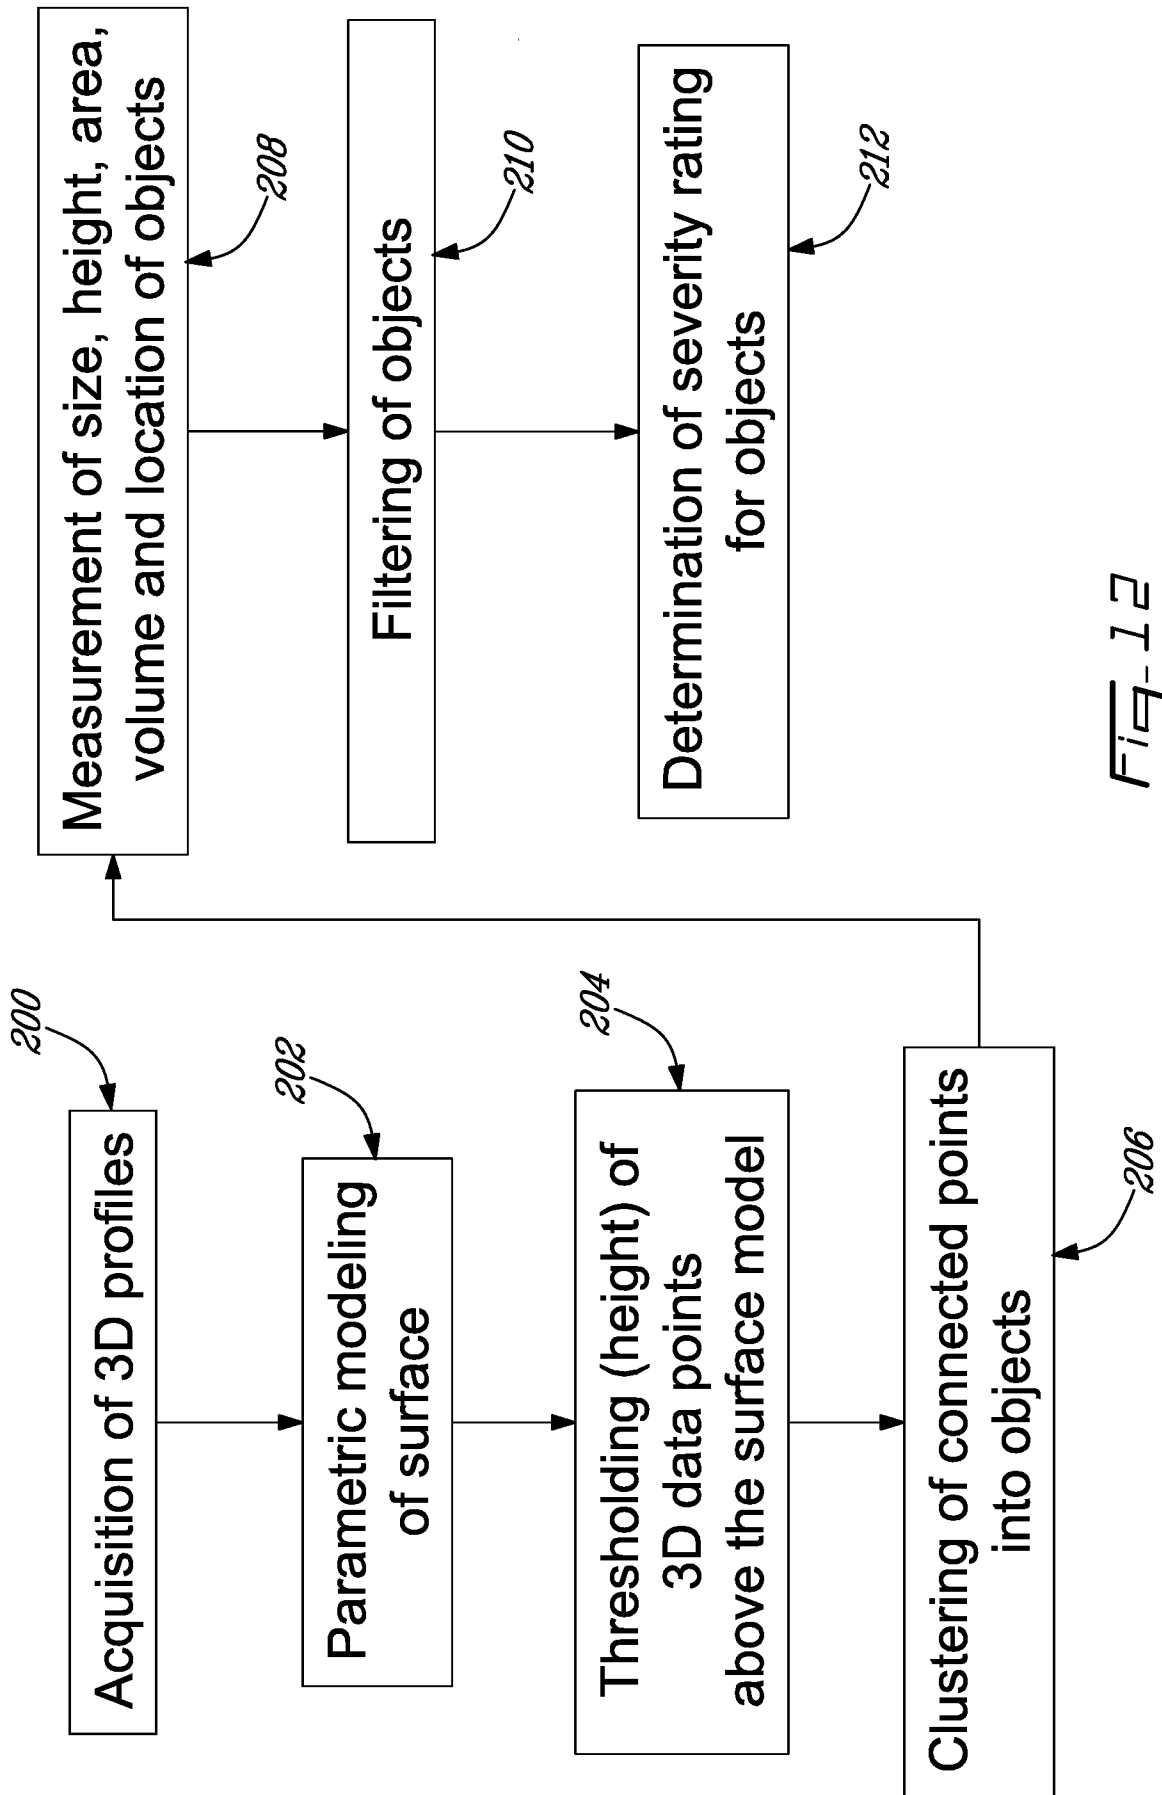 200
Acquisition of 3D profiles
202
Parametric modeling
of surface
204
Thresholding (height) of
3D data points
above the surface model
Clustering of connected points
into objects
206
Measurement of size, height, area,
volume and location of objects
208
Filtering of objects
210
Determination of severity rating
for objects
212
Fig-12